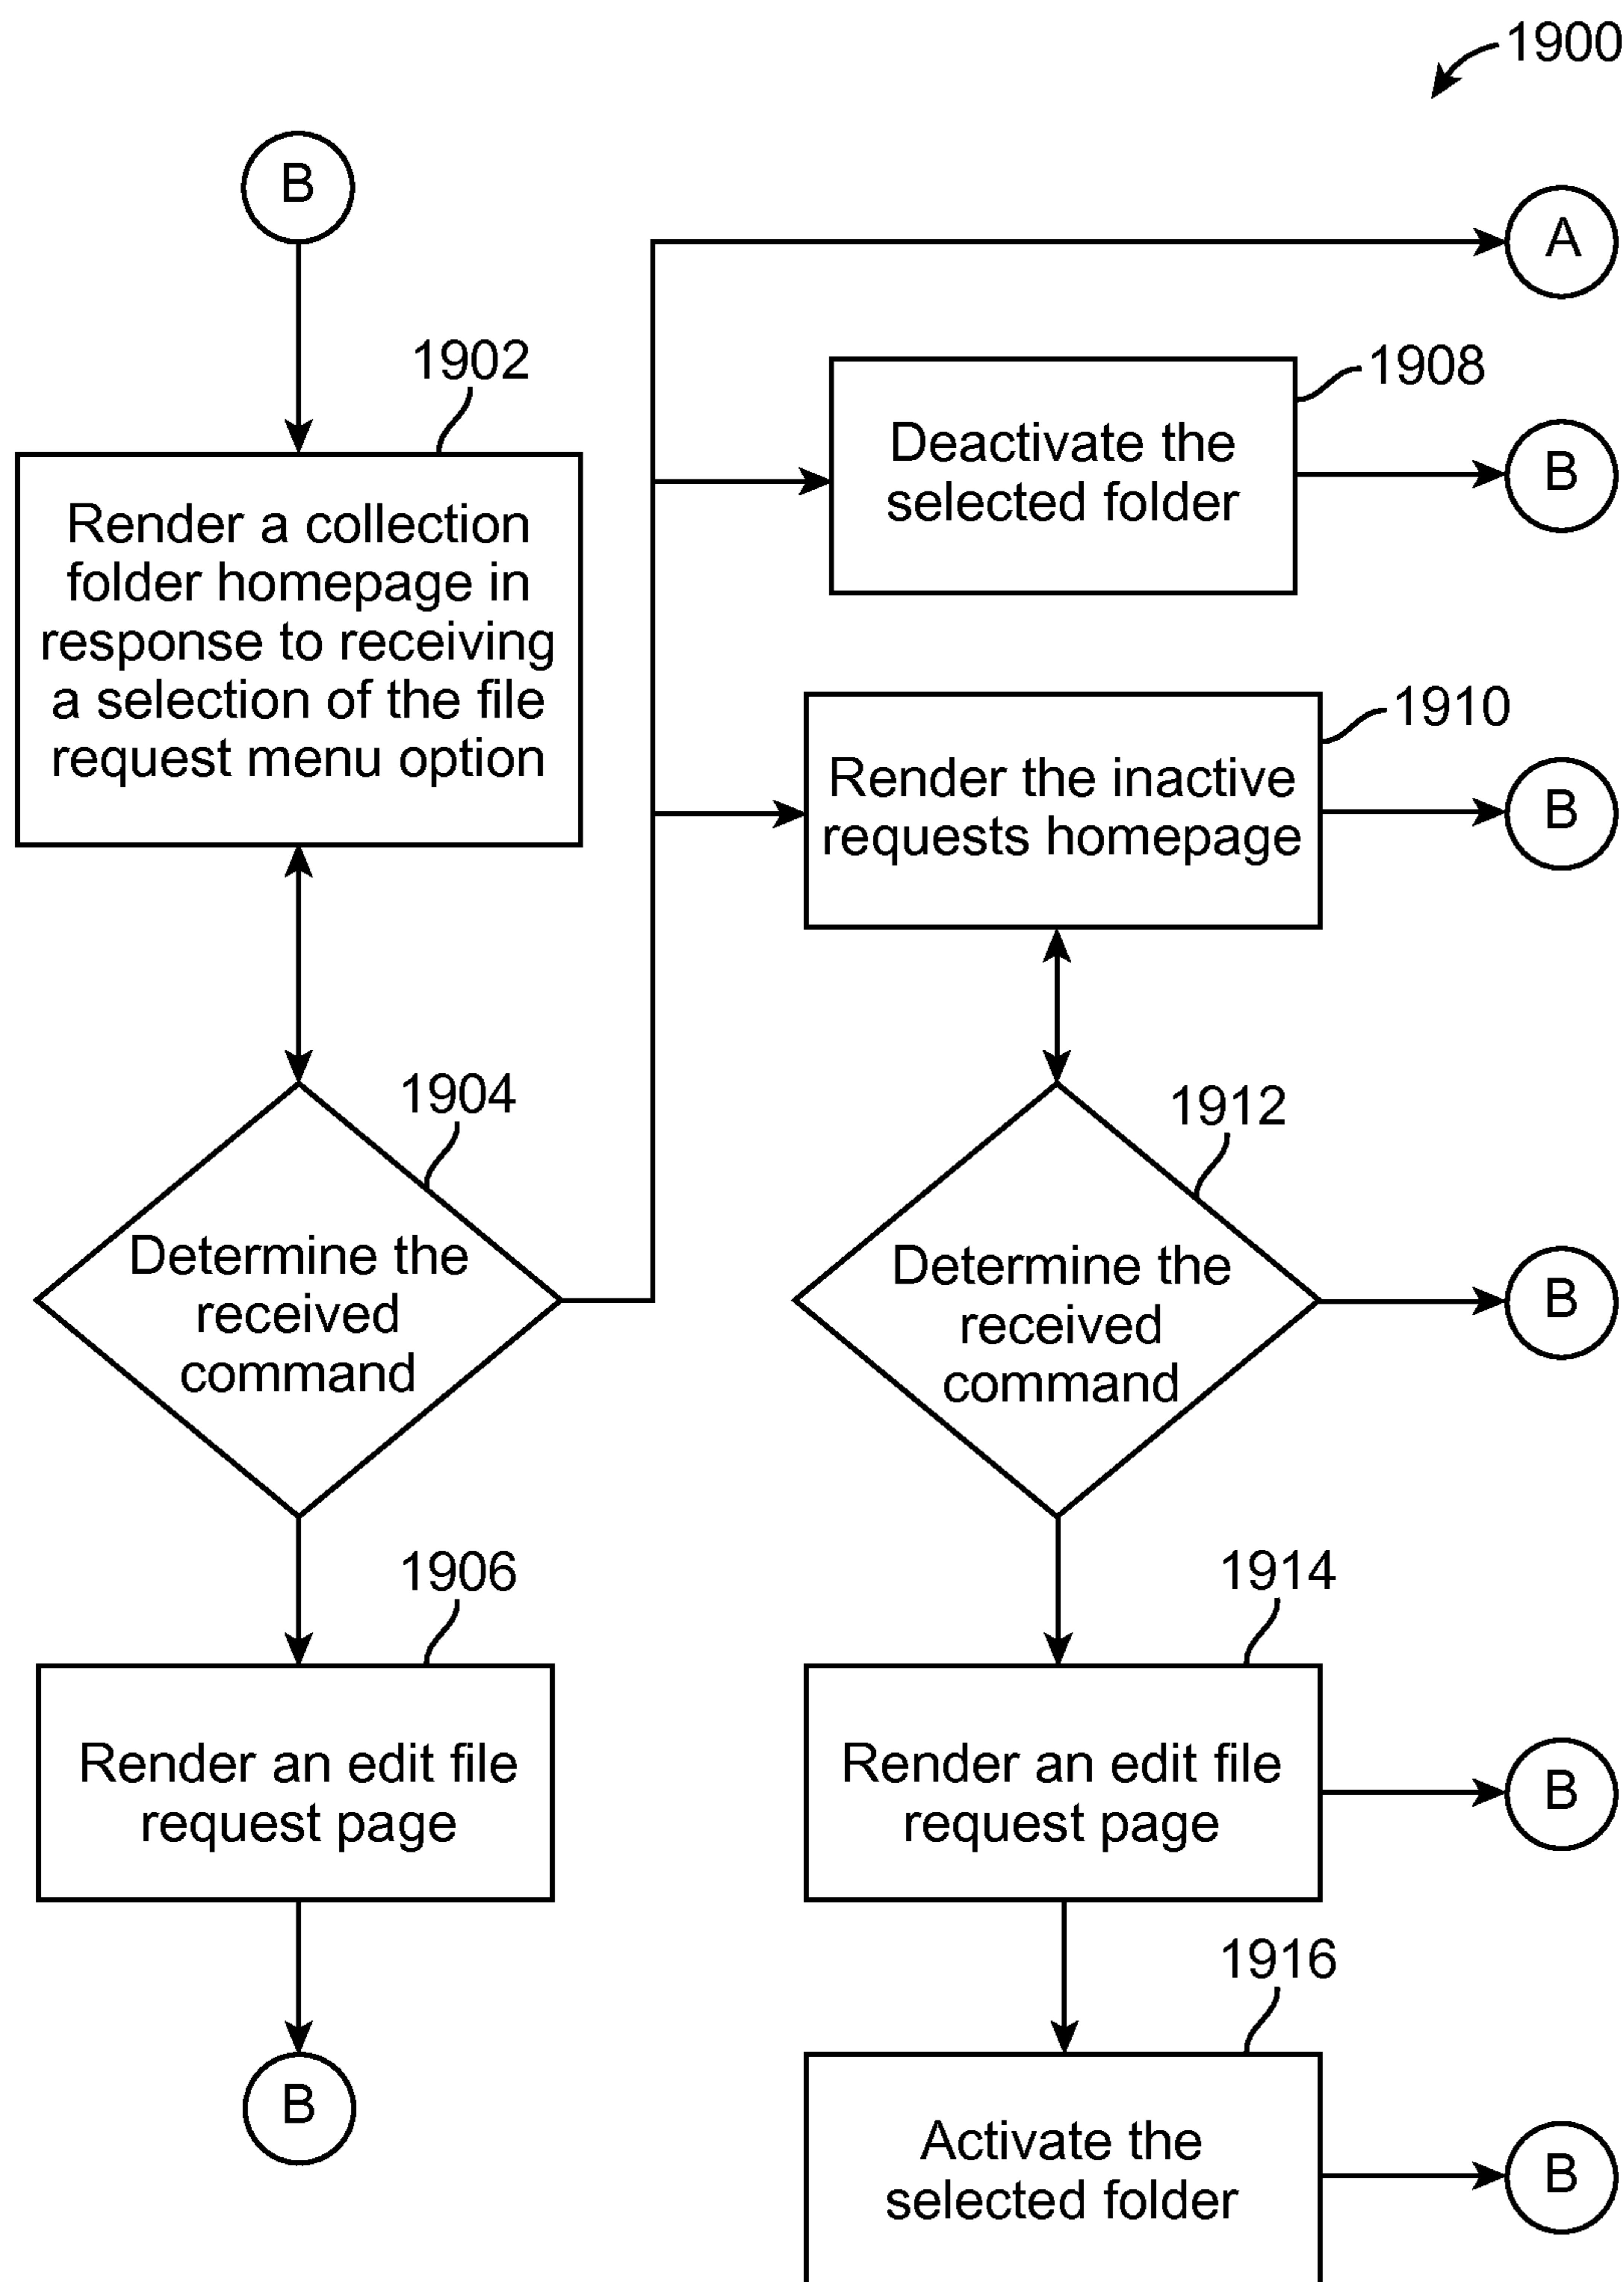 1900
B
A
1902
Render a collection
folder homepage in
response to receiving
a selection of the file
request menu option
1908
Deactivate the
selected folder
B
1910
Render the inactive
requests homepage
B
1904
Determine the
received
command
1912
Determine the
received
command
B
1906
Render an edit file
request page
B
1914
Render an edit file
request page
B
1916
Activate the
selected folder
B